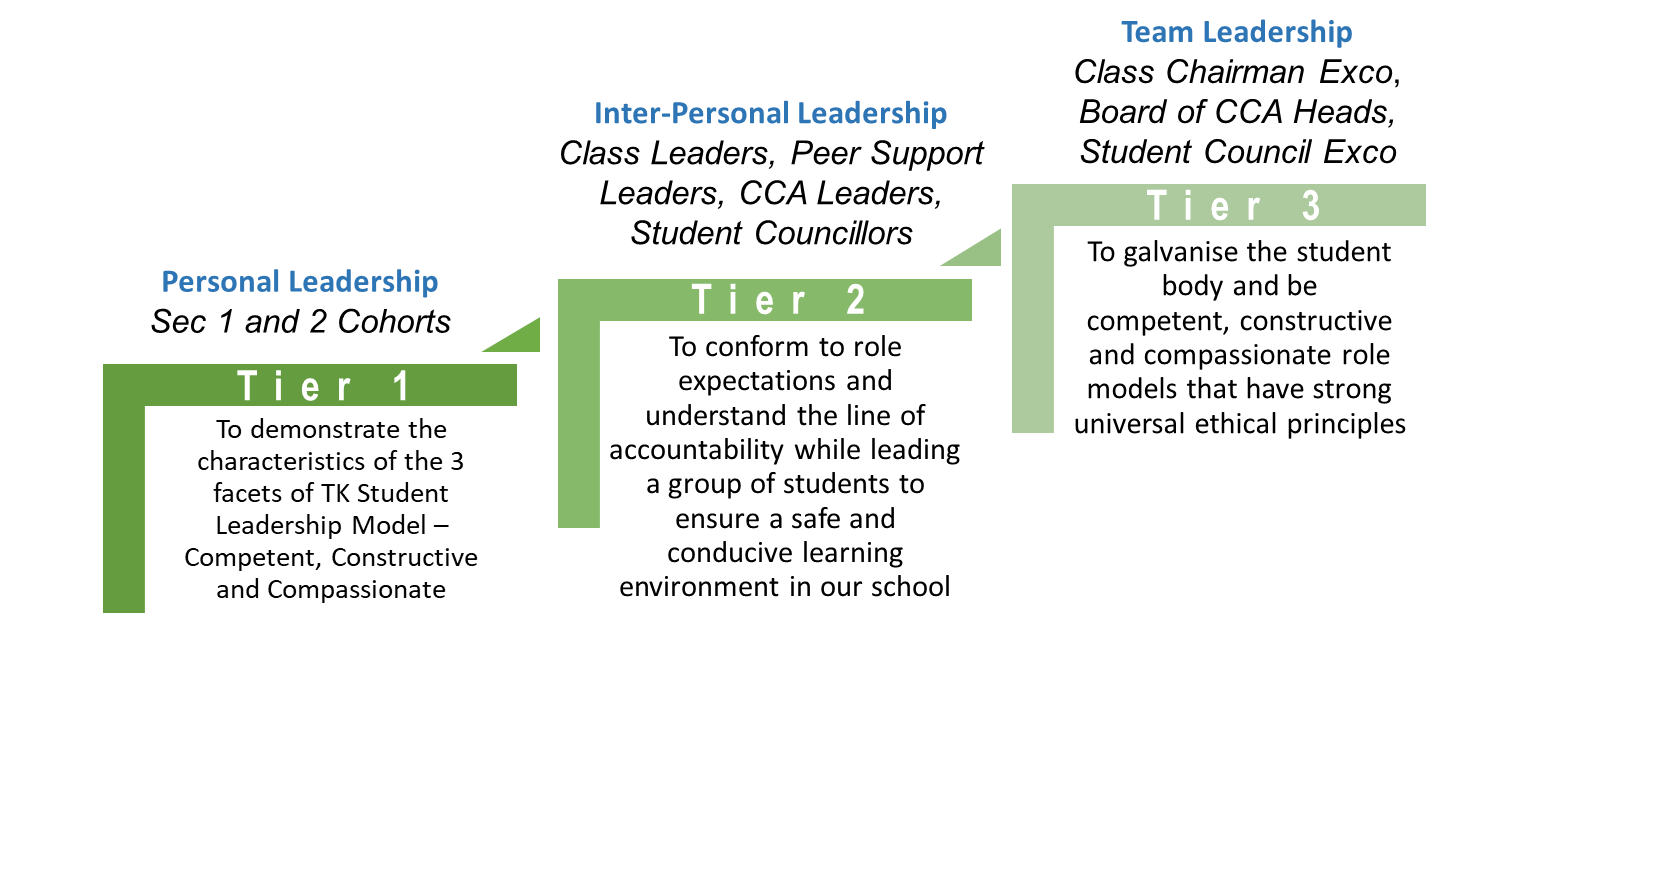 Personal Leadership
Sec 1 and 2 Cohorts
Tier 1
To demonstrate the
characteristics of the 3
facets of TK Student
Leadership Model –
Competent, Constructive
and Compassionate
Inter-Personal Leadership
Class Leaders, Peer Support
Leaders, CCA Leaders,
Student Councillors
Tier 2
To conform to role
expectations and
understand the line of
accountability while leading
a group of students to
ensure a safe and
conducive learning
environment in our school
Team Leadership
Class Chairman Exco,
Board of CCA Heads,
Student Council Exco
Tier 3
To galvanise the student
body and be
competent, constructive
and compassionate role
models that have strong
universal ethical principles